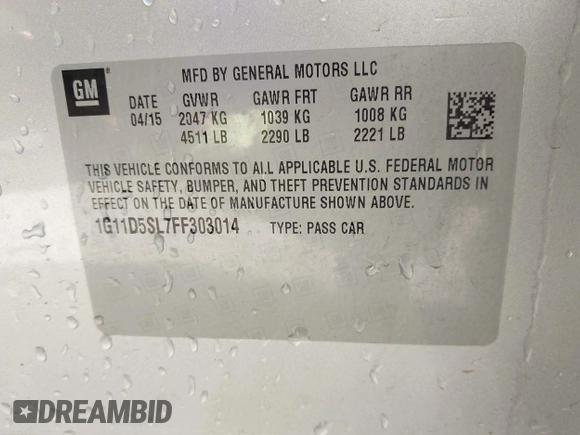 GM
MFD BY GENERAL MOTORS LLC
DATE GVWR GAWR FRT GAWR RR
04/15 2047 KG 1039 KG 1008 KG
4511 LB 2290 LB 2221 LB
THIS VEHICLE CONFORMS TO ALL APPLICABLE U.S. FEDERAL MOTOR
VEHICLE SAFETY, BUMPER, AND THEFT PREVENTION STANDARDS IN
EFFECT ON THE DATE OF MANUFACTURE SHOWN ABOVE.
1G11D5SL7FF303014 TYPE: PASS CAR
DREAMBID